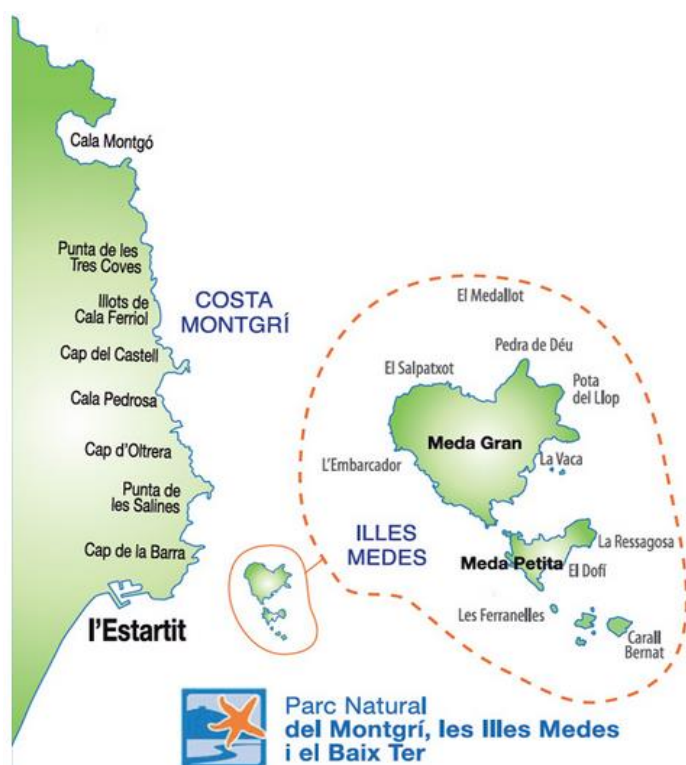 Cala Montgó
Punta de les
Tres Coves
Illots de
Cala Ferriol
Cap del Castell
Cala Pedrosa
Cap d'Oltrera
Punta de
les Salines
Cap de la Barra
l'Estartit
COSTA
MONTGRÍ
El Medallot
Pedra de Déu
El Salpatxot
Pota
del Llop
Meda Gran
L'Embarcador
La Vaca
ILLES
MEDES
La Ressagosa
Meda Petita
El Dofí
Les Ferranelles
Carall
Bernat
Parc Natural
del Montgrí, les Illes Medes
i el Baix Ter